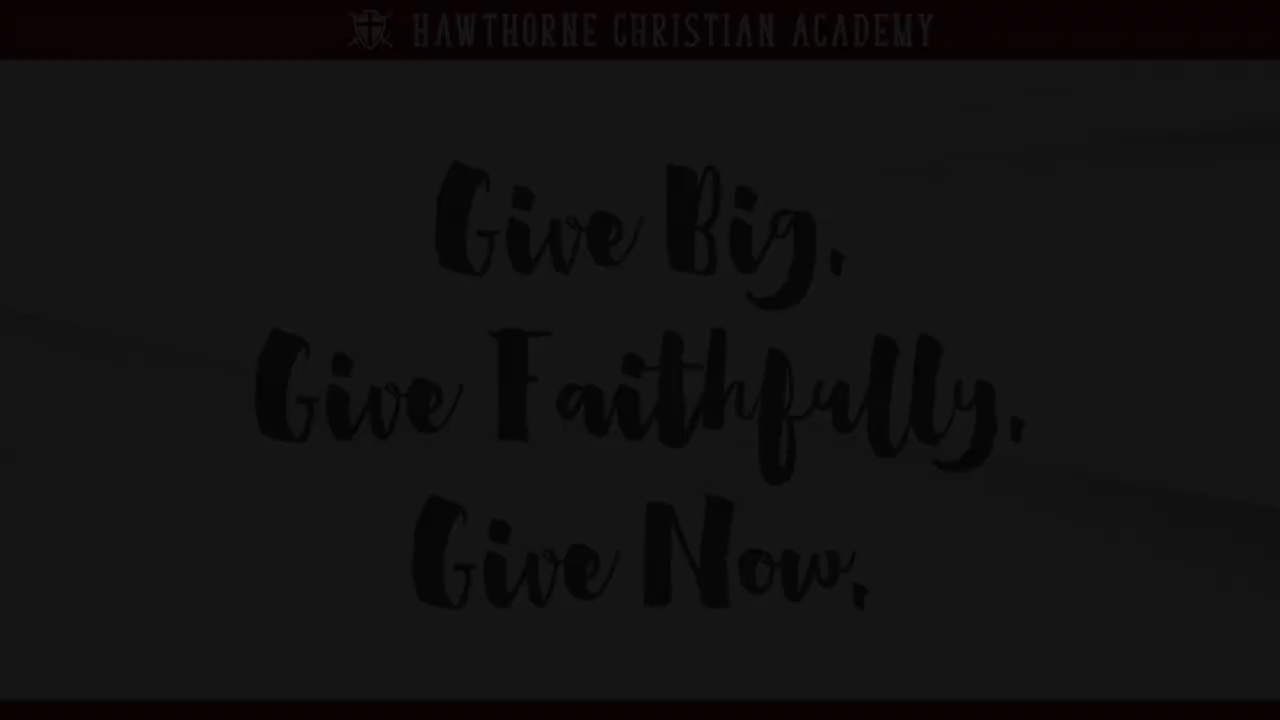 HAWTHORNE CHRISTIAN ACADEMY
Give Big.
Give Faithfully.
Give Now.